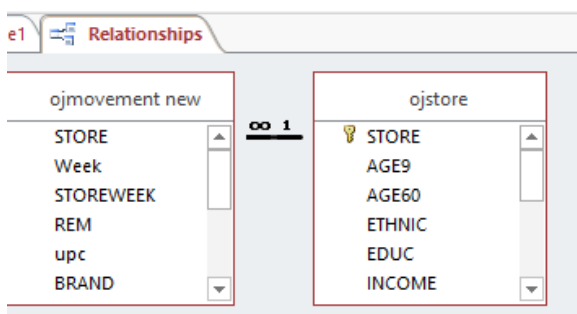 e1
Relationships
ojmovement new
STORE
Week
STOREWEEK
REM
upc
BRAND
∞ 1
ojstore
STORE
AGE9
AGE60
ETHNIC
EDUC
INCOME